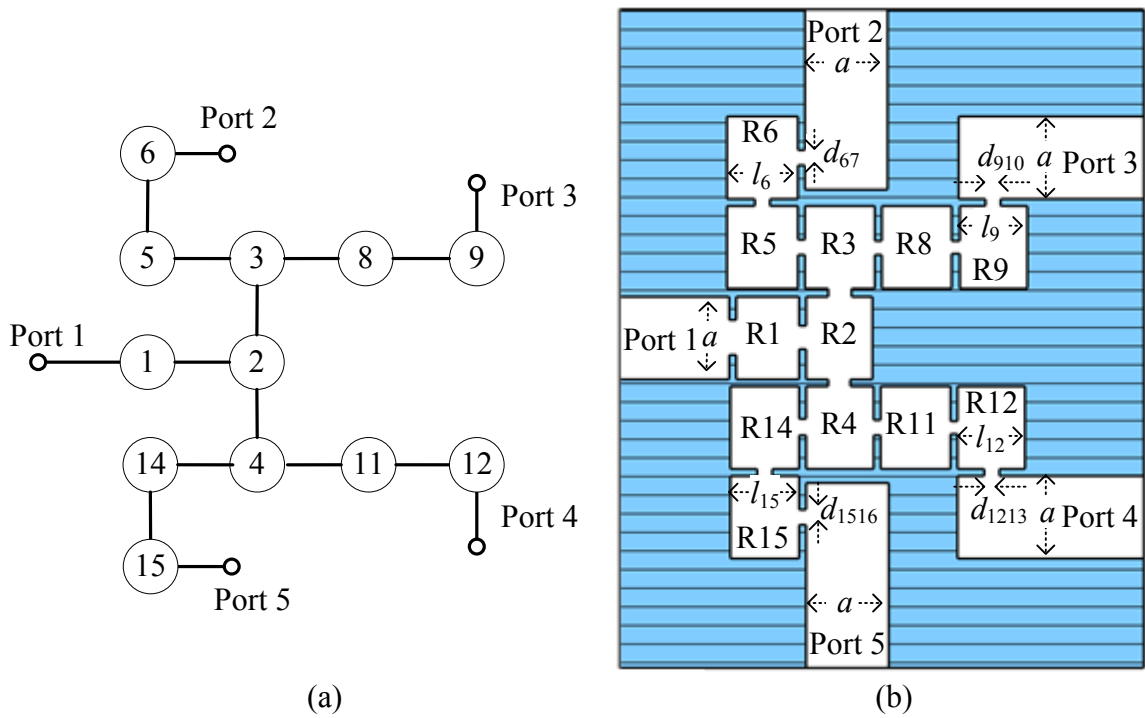 Port 2
6
Port 3
5
3
8
9
Port 1
1
2
14
4
11
12
Port 4
15
Port 5
(a)
Port 2
a
R6
d67
l6
d910
a
Port 3
R5
R3
R8
l9
R9
Port 1
a
R1
R2
R14
R4
R11
R12
l12
l15
d1516
R15
d1213
a
Port 4
a
Port 5
(b)